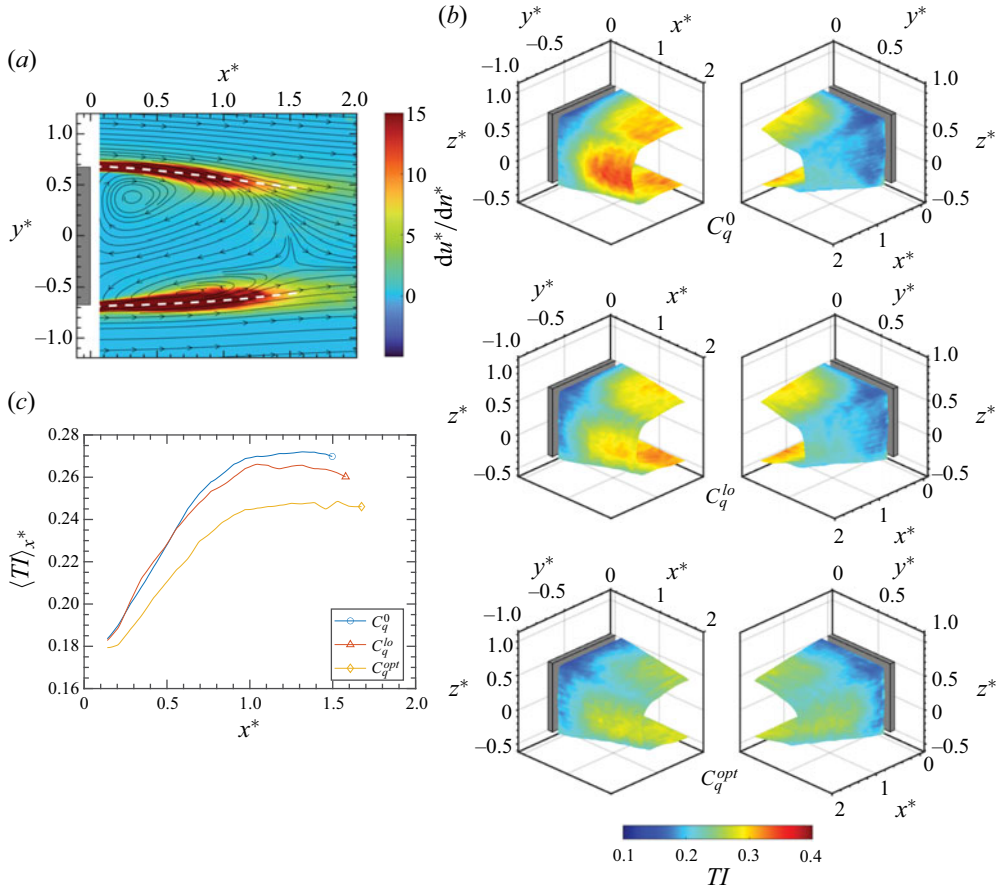 (a)
x*
0 0.5 1.0 1.5 2.0
1.0
0.5
y* 0
−0.5
−1.0
15
10
5
0
du*/dn*
(b)
y* 0 x*
−0.5 1
−1.0 2
1.0
0.5
z* 0
−0.5
C_q^0
y*
0 0.5
1.0
0.5
z*
0
−0.5
0
1
2
x*
y* 0 x*
−0.5 1
−1.0 2
1.0
0.5
z*
0
−0.5
C_q^{lo}
y*
0 0.5
1.0
0.5
z*
0
−0.5
0
1
2
x*
y* 0 x*
−0.5 1
−1.0 2
1.0
0.5
z*
0
−0.5
C_q^{opt}
y*
0 0.5
1.0
0.5
z*
0
−0.5
0
1
2
x*
0.1 0.2 0.3 0.4
TI
(c)
0.28
0.26
0.24
0.22
0.20
0.18
0.16
⟨TI⟩_{x*}
0 0.5 1.0 1.5 2.0
x*
C_q^0
C_q^{lo}
C_q^{opt}